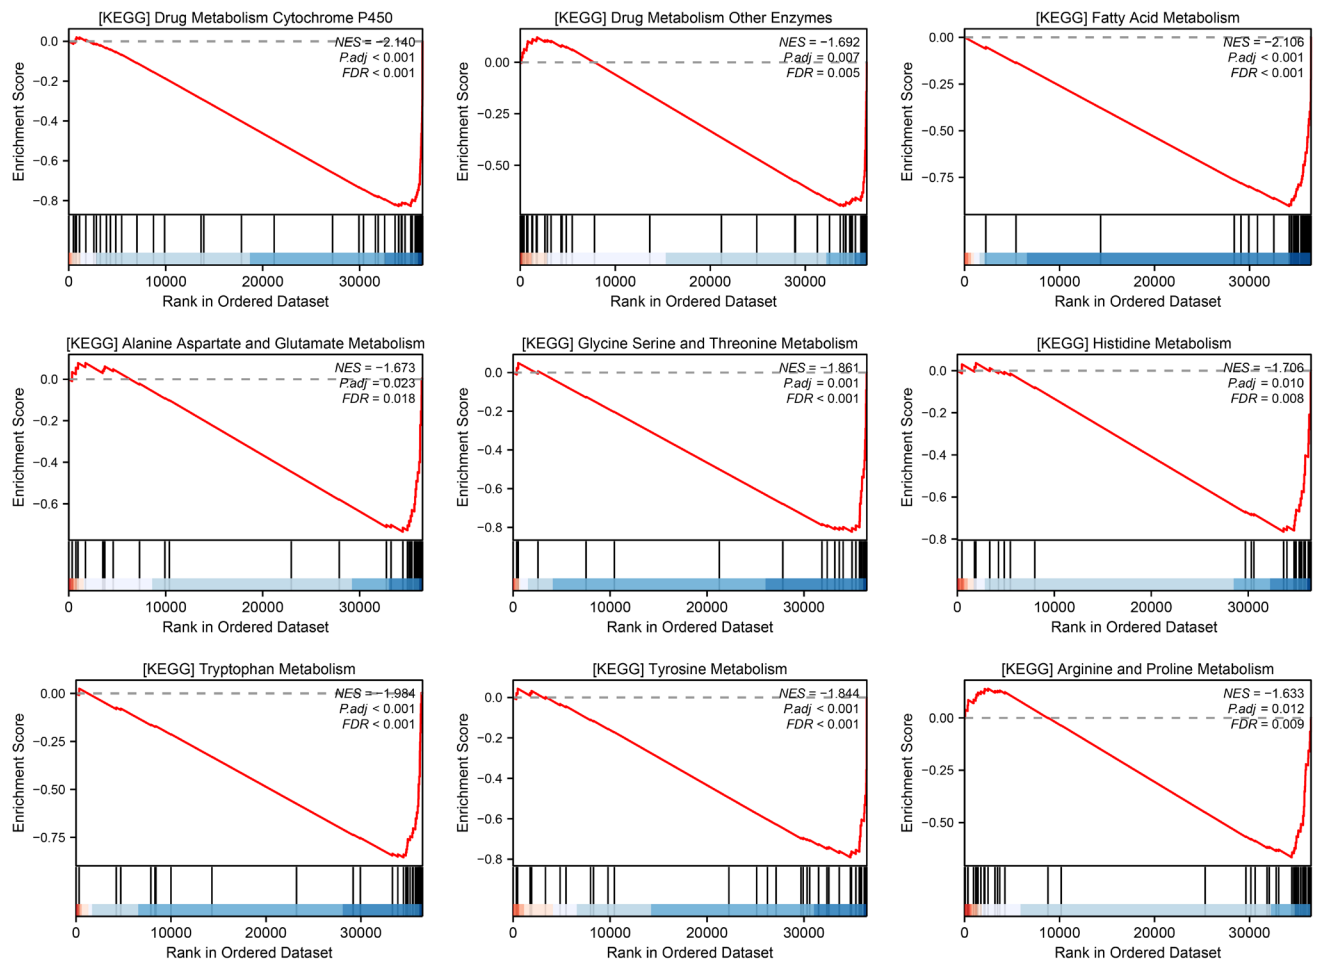 [KEGG] Drug Metabolism Cytochrome P450
NES = −2.140
P.adj < 0.001
FDR < 0.001
Enrichment Score
0.0
−0.2
−0.4
−0.6
−0.8
0
10000
20000
30000
Rank in Ordered Dataset
[KEGG] Drug Metabolism Other Enzymes
NES = −1.692
P.adj = 0.007
FDR = 0.005
Enrichment Score
0.00
−0.25
−0.50
0
10000
20000
30000
Rank in Ordered Dataset
[KEGG] Fatty Acid Metabolism
NES = −2.106
P.adj < 0.001
FDR < 0.001
Enrichment Score
0.00
−0.25
−0.50
−0.75
0
10000
20000
30000
Rank in Ordered Dataset
[KEGG] Alanine Aspartate and Glutamate Metabolism
NES = −1.673
P.adj = 0.023
FDR = 0.018
Enrichment Score
0.0
−0.2
−0.4
−0.6
0
10000
20000
30000
Rank in Ordered Dataset
[KEGG] Glycine Serine and Threonine Metabolism
NES = −1.861
P.adj = 0.001
FDR < 0.001
Enrichment Score
0.0
−0.2
−0.4
−0.6
−0.8
0
10000
20000
30000
Rank in Ordered Dataset
[KEGG] Histidine Metabolism
NES = −1.706
P.adj = 0.010
FDR = 0.008
Enrichment Score
0.0
−0.2
−0.4
−0.6
−0.8
0
10000
20000
30000
Rank in Ordered Dataset
[KEGG] Tryptophan Metabolism
NES = −1.984
P.adj < 0.001
FDR < 0.001
Enrichment Score
0.00
−0.25
−0.50
−0.75
0
10000
20000
30000
Rank in Ordered Dataset
[KEGG] Tyrosine Metabolism
NES = −1.844
P.adj < 0.001
FDR < 0.001
Enrichment Score
0.0
−0.2
−0.4
−0.6
−0.8
0
10000
20000
30000
Rank in Ordered Dataset
[KEGG] Arginine and Proline Metabolism
NES = −1.633
P.adj = 0.012
FDR = 0.009
Enrichment Score
0.00
−0.25
−0.50
0
10000
20000
30000
Rank in Ordered Dataset